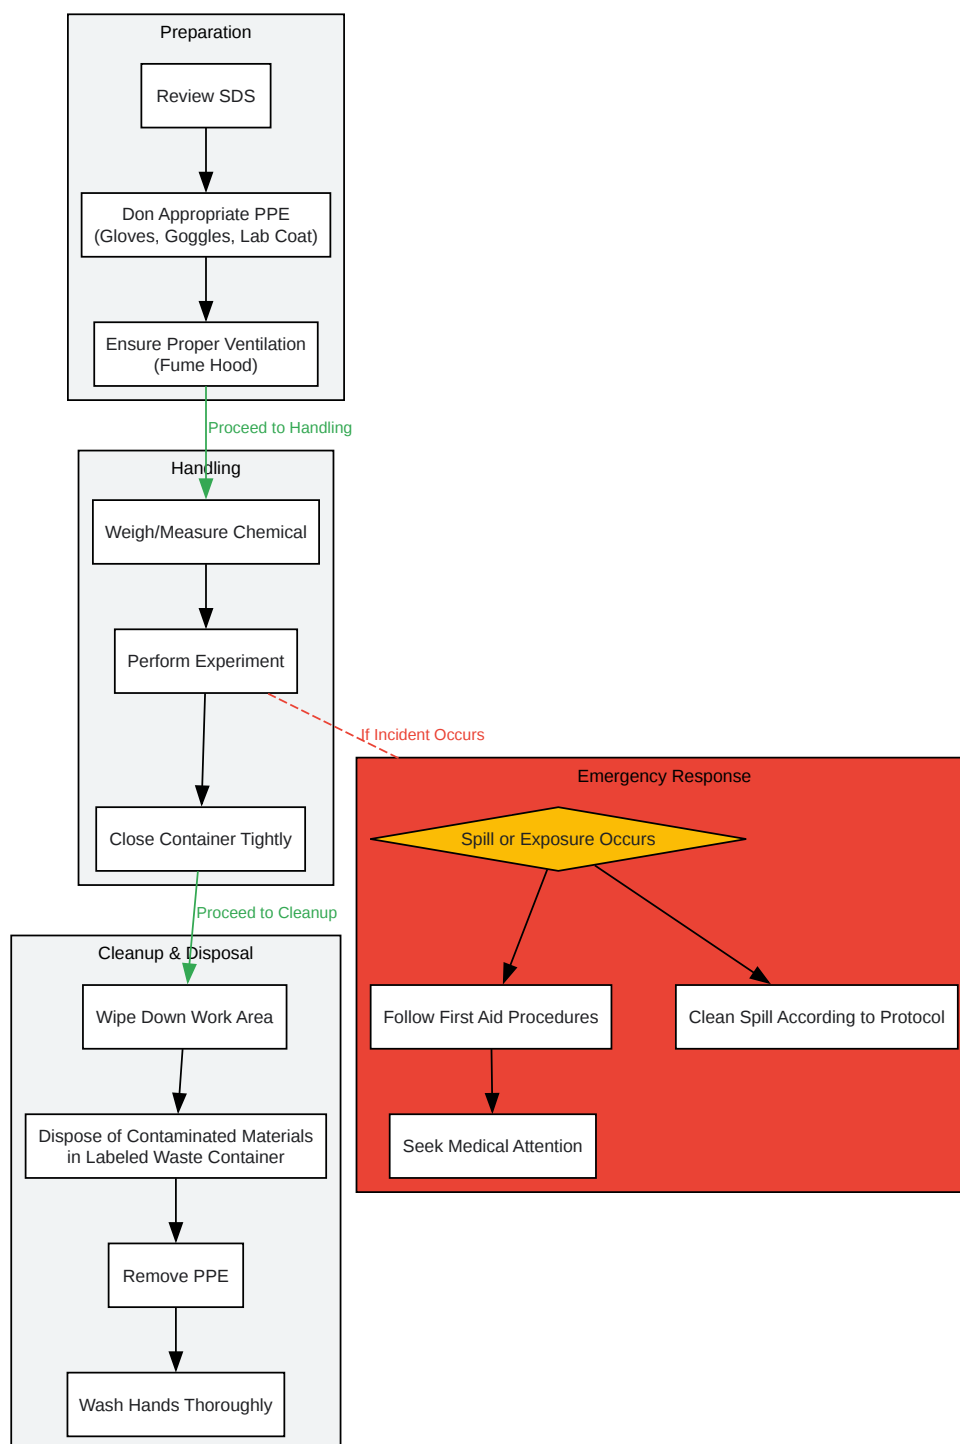 Preparation
Review SDS
Don Appropriate PPE
(Gloves, Goggles, Lab Coat)
Ensure Proper Ventilation
(Fume Hood)
Proceed to Handling
Handling
Weigh/Measure Chemical
Perform Experiment
If Incident Occurs
Close Container Tightly
Proceed to Cleanup
Emergency Response
Spill or Exposure Occurs
Follow First Aid Procedures
Clean Spill According to Protocol
Seek Medical Attention
Cleanup & Disposal
Wipe Down Work Area
Dispose of Contaminated Materials
in Labeled Waste Container
Remove PPE
Wash Hands Thoroughly